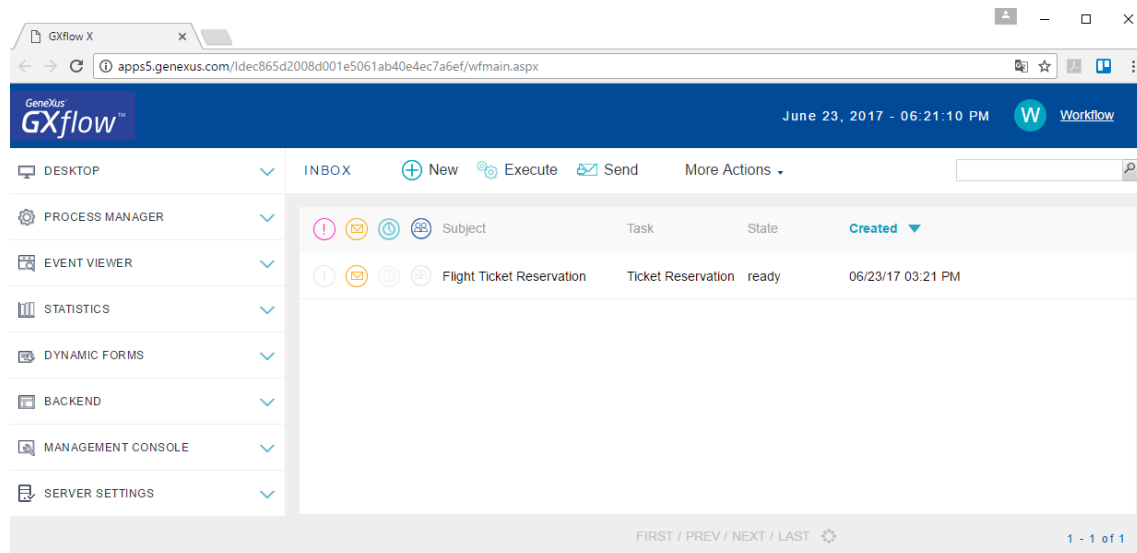 GXflow X
apps5.genexus.com/Idec865d2008d001e5061ab40e4ec7a6ef/wfmain.aspx
GeneXus™
GXflow™
June 23, 2017 - 06:21:10 PM
W
Workflow
DESKTOP
PROCESS MANAGER
EVENT VIEWER
STATISTICS
DYNAMIC FORMS
BACKEND
MANAGEMENT CONSOLE
SERVER SETTINGS
INBOX
New
Execute
Send
More Actions
Subject Task State Created
Flight Ticket Reservation Ticket Reservation ready 06/23/17 03:21 PM
FIRST / PREV / NEXT / LAST
1 - 1 of 1